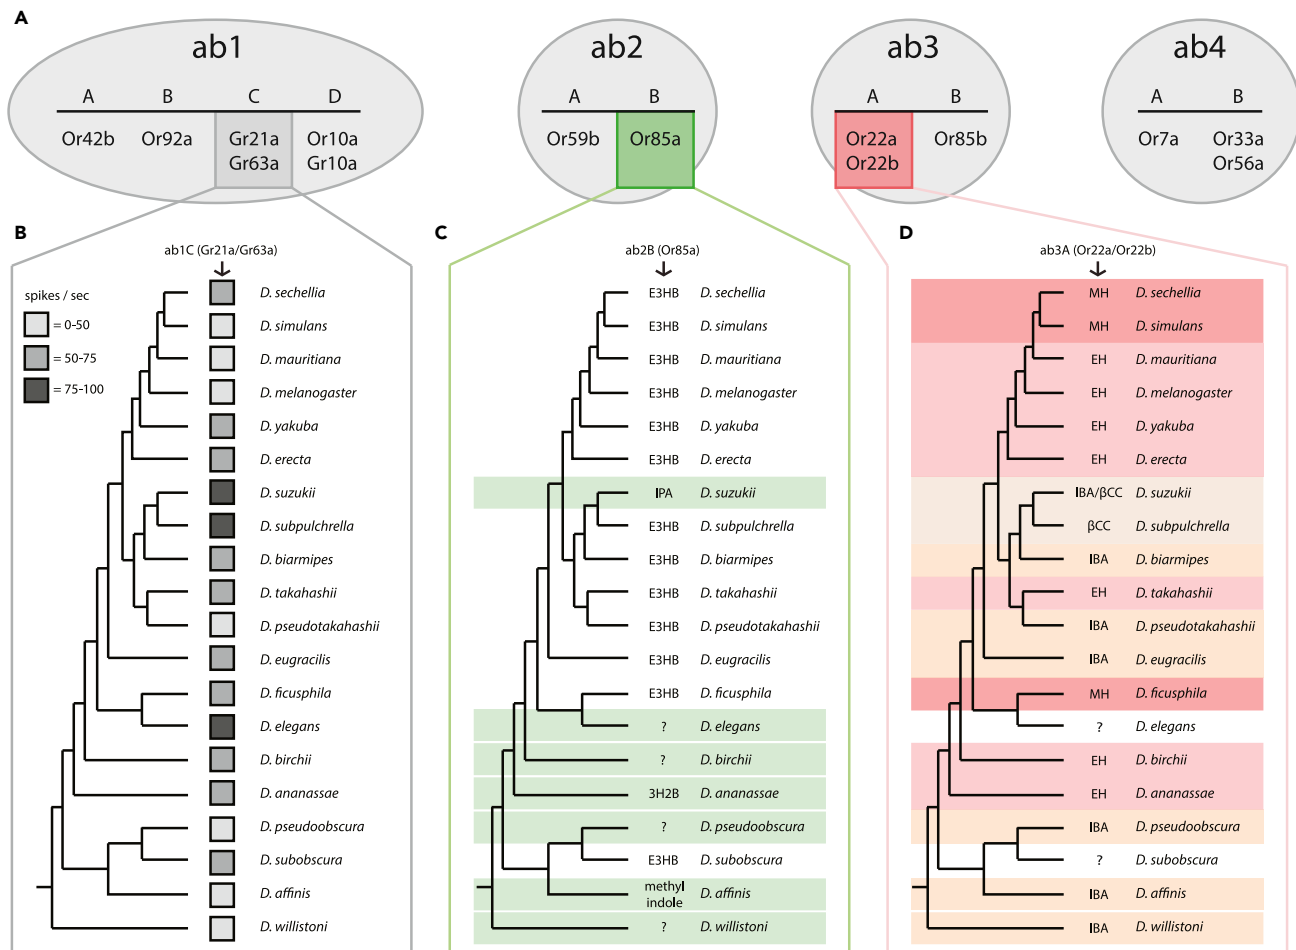 A
ab1
ab2
ab3
ab4
A B C D
A B
A B
A B
Or42b Or92a Gr21a Or10a
Gr63a Gr10a
Or59b Or85a
Or22a Or85b
Or22b
Or7a Or33a
Or56a
B
ab1C (Gr21a/Gr63a)
spikes / sec
= 0-50
= 50-75
= 75-100
D. sechellia
D. simulans
D. mauritiana
D. melanogaster
D. yakuba
D. erecta
D. suzukii
D. subpulchrella
D. biarmipes
D. takahashii
D. pseudotakahashii
D. eugracilis
D. ficusphila
D. elegans
D. birchii
D. ananassae
D. pseudoobscura
D. subobscura
D. affinis
D. willistoni
C
ab2B (Or85a)
E3HB D. sechellia
E3HB D. simulans
E3HB D. mauritiana
E3HB D. melanogaster
E3HB D. yakuba
E3HB D. erecta
IPA D. suzukii
E3HB D. subpulchrella
E3HB D. biarmipes
E3HB D. takahashii
E3HB D. pseudotakahashii
E3HB D. eugracilis
E3HB D. ficusphila
? D. elegans
? D. birchii
3H2B D. ananassae
? D. pseudoobscura
E3HB D. subobscura
methyl
indole D. affinis
? D. willistoni
D
ab3A (Or22a/Or22b)
MH D. sechellia
MH D. simulans
EH D. mauritiana
EH D. melanogaster
EH D. yakuba
EH D. erecta
IBA/βCC D. suzukii
βCC D. subpulchrella
IBA D. biarmipes
EH D. takahashii
IBA D. pseudotakahashii
IBA D. eugracilis
MH D. ficusphila
? D. elegans
EH D. birchii
EH D. ananassae
IBA D. pseudoobscura
? D. subobscura
IBA D. affinis
IBA D. willistoni